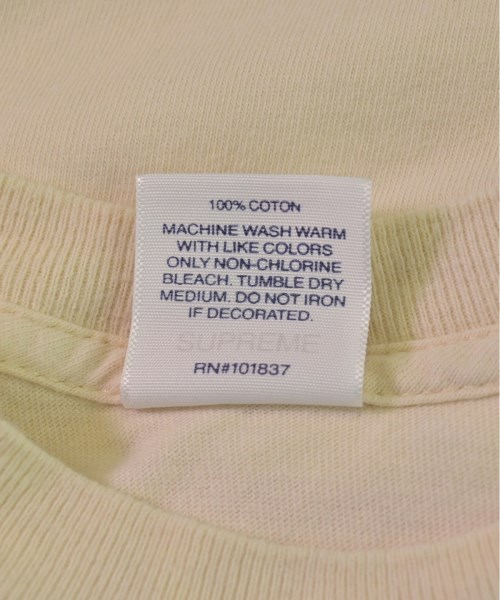 100% COTON
MACHINE WASH WARM
WITH LIKE COLORS
ONLY NON-CHLORINE
BLEACH. TUMBLE DRY
MEDIUM. DO NOT IRON
IF DECORATED.
SUPREME
RN#101837